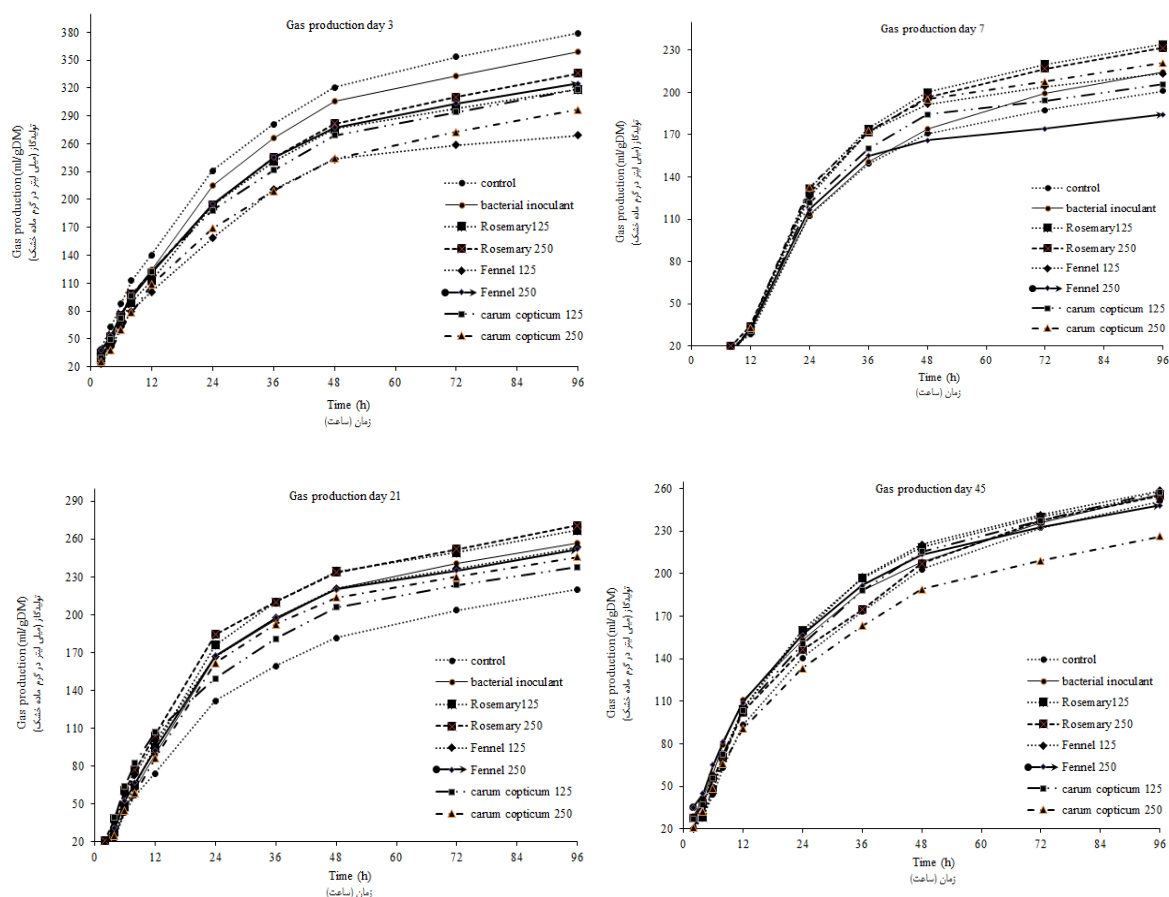 Gas production day 3
Gas production (ml/gDM)
تولیدگاز (میلی لیتر در گرم ماده خشک)
380
350
320
290
260
230
200
170
140
110
80
50
20
0
12
24
36
48
60
72
84
96
Time (h)
زمان (ساعت)
control
bacterial inoculant
Rosemary125
Rosemary 250
Fennel 125
Fennel 250
carum copticum 125
carum copticum 250
Gas production day 7
Gas production (ml/gDM)
تولیدگاز (میلی لیتر در گرم ماده خشک)
230
200
170
140
110
80
50
20
0
12
24
36
48
60
72
84
96
Time (h)
زمان (ساعت)
control
bacterial inoculant
Rosemary125
Rosemary 250
Fennel 125
Fennel 250
carum copticum 125
carum copticum 250
Gas production day 21
Gas production (ml/gDM)
تولیدگاز (میلی لیتر در گرم ماده خشک)
290
260
230
200
170
140
110
80
50
20
0
12
24
36
48
60
72
84
96
Time (h)
زمان (ساعت)
control
bacterial inoculant
Rosemary125
Rosemary 250
Fennel 125
Fennel 250
carum copticum 125
carum copticum 250
Gas production day 45
Gas production (ml/gDM)
تولیدگاز (میلی لیتر در گرم ماده خشک)
260
230
200
170
140
110
80
50
20
0
12
24
36
48
60
72
84
96
Time (h)
زمان (ساعت)
control
bacterial inoculant
Rosemary125
Rosemary 250
Fennel 125
Fennel 250
carum copticum 125
carum copticum 250